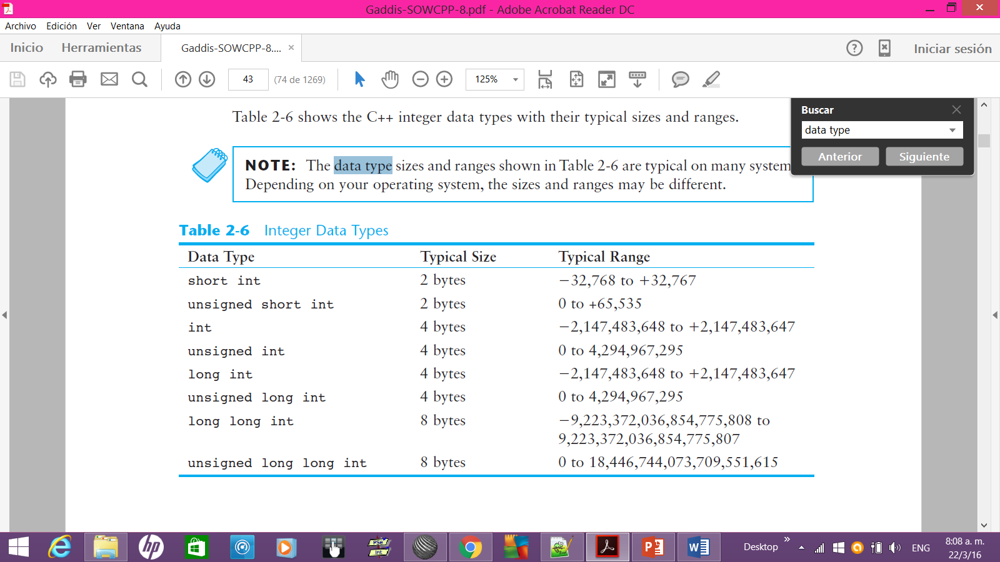 Gaddis-SOWCPP-8.pdf - Adobe Acrobat Reader DC
Archivo Edición Ver Ventana Ayuda
Inicio Herramientas Gaddis-SOWCPP-8.... × Iniciar sesión
43 (74 de 1269) 125%
Buscar
data type
Anterior Siguiente
Table 2-6 shows the C++ integer data types with their typical sizes and ranges.
NOTE: The data type sizes and ranges shown in Table 2-6 are typical on many system
Depending on your operating system, the sizes and ranges may be different.
Table 2-6 Integer Data Types
Data Type Typical Size Typical Range
short int 2 bytes −32,768 to +32,767
unsigned short int 2 bytes 0 to +65,535
int 4 bytes −2,147,483,648 to +2,147,483,647
unsigned int 4 bytes 0 to 4,294,967,295
long int 4 bytes −2,147,483,648 to +2,147,483,647
unsigned long int 4 bytes 0 to 4,294,967,295
long long int 8 bytes −9,223,372,036,854,775,808 to
9,223,372,036,854,775,807
unsigned long long int 8 bytes 0 to 18,446,744,073,709,551,615
Desktop » ENG 8:08 a. m.
22/3/16